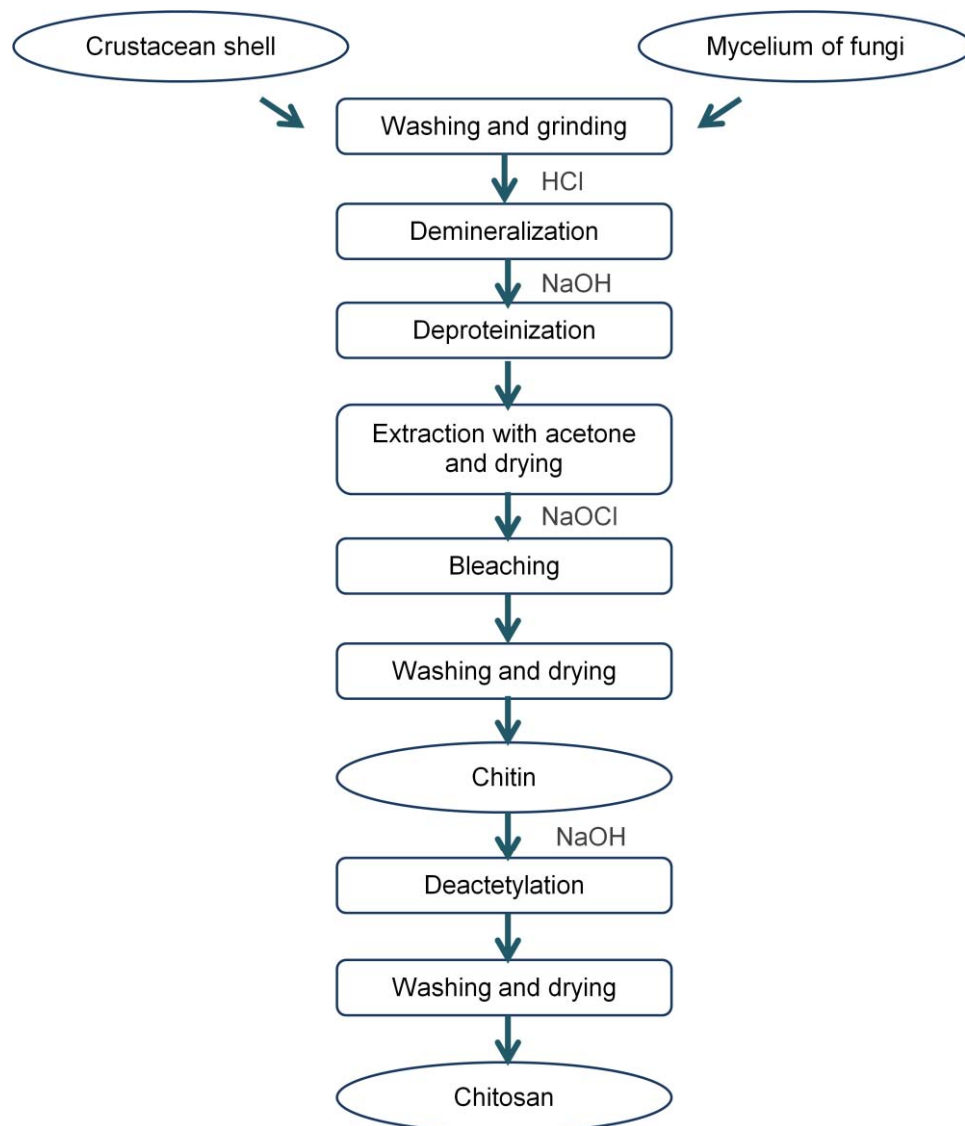 Crustacean shell
Mycelium of fungi
Washing and grinding
HCl
Demineralization
NaOH
Deproteinization
Extraction with acetone
and drying
NaOCl
Bleaching
Washing and drying
Chitin
NaOH
Deactetylation
Washing and drying
Chitosan